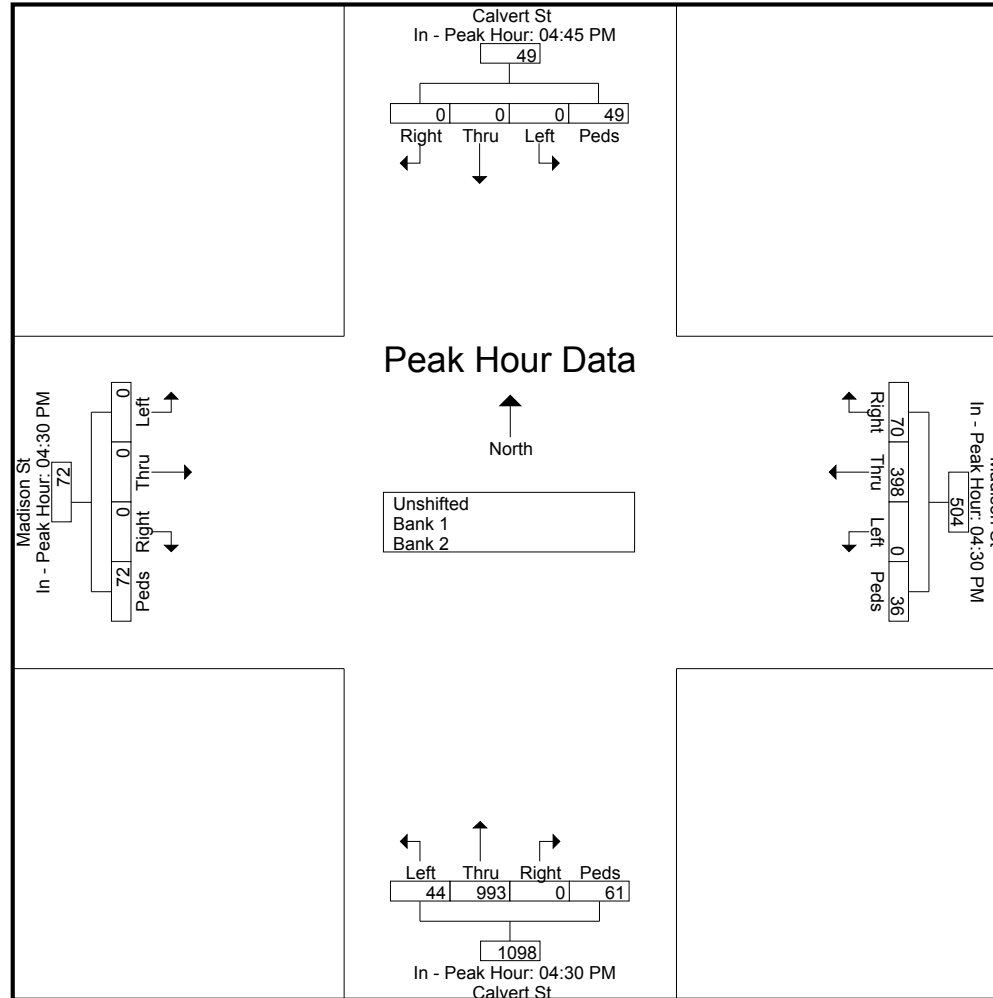 Calvert St
In - Peak Hour: 04:45 PM
49
0 0 0 49
Right Thru Left Peds
Peak Hour Data
North
Unshifted
Bank 1
Bank 2
Madison St
In - Peak Hour: 04:30 PM
72
0 0 0 72
Left Thru Right Peds
Right Thru Left Peds
70 398 0 36
504
In - Peak Hour: 04:30 PM
Madison St
Left Thru Right Peds
44 993 0 61
1098
In - Peak Hour: 04:30 PM
Calvert St